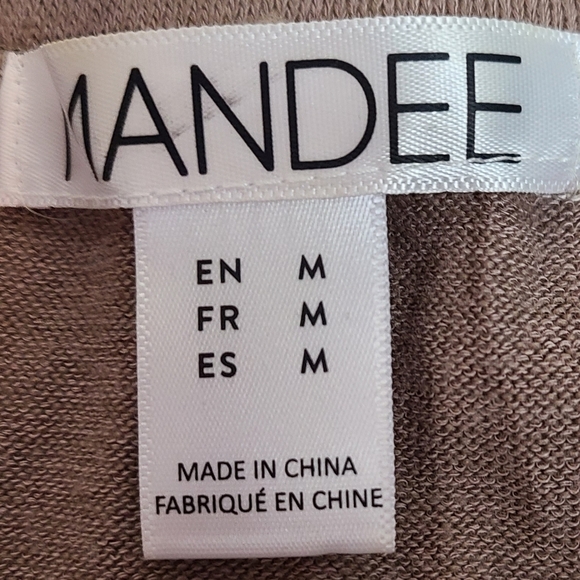 MANDEE
EN M
FR M
ES M
MADE IN CHINA
FABRIQUÉ EN CHINE